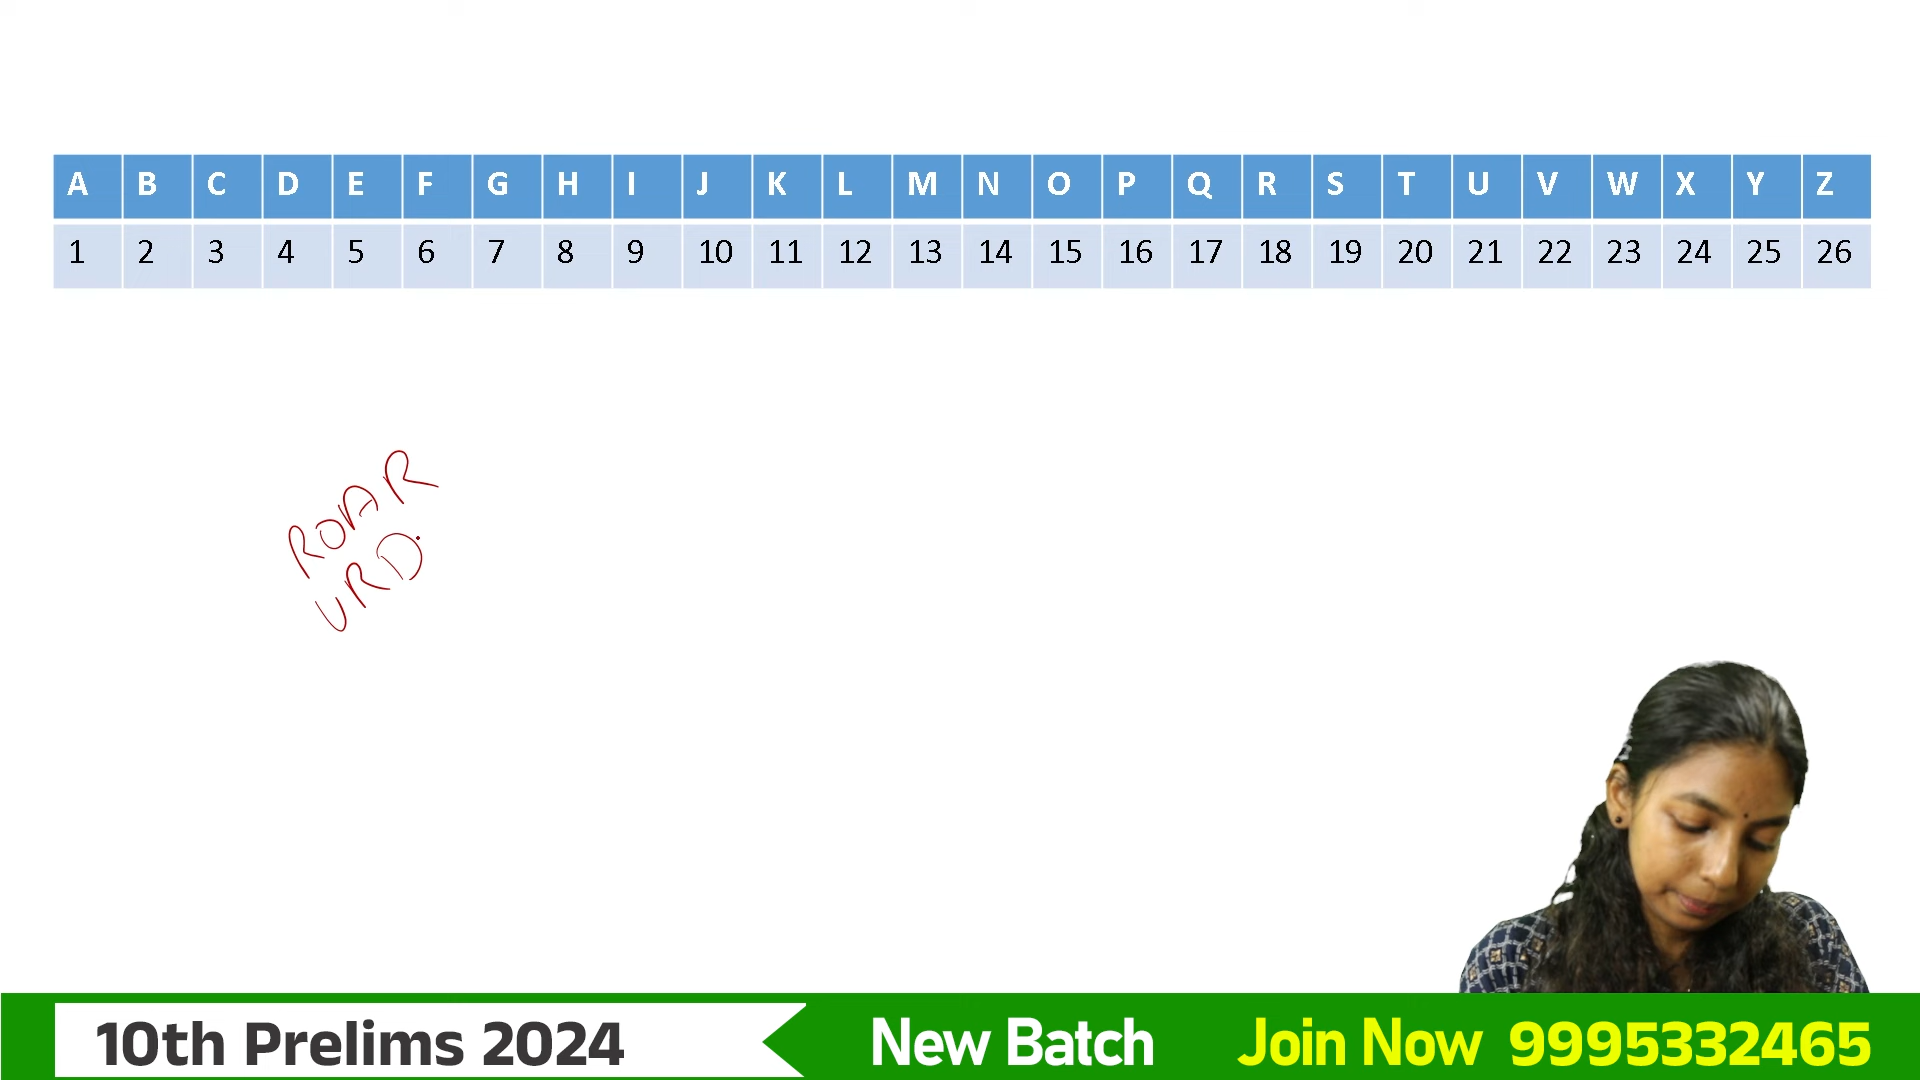 A B C D E F G H I J K L M N O P Q R S T U V W X Y Z
1 2 3 4 5 6 7 8 9 10 11 12 13 14 15 16 17 18 19 20 21 22 23 24 25 26
ROAR
URD
10th Prelims 2024 New Batch Join Now 9995332465